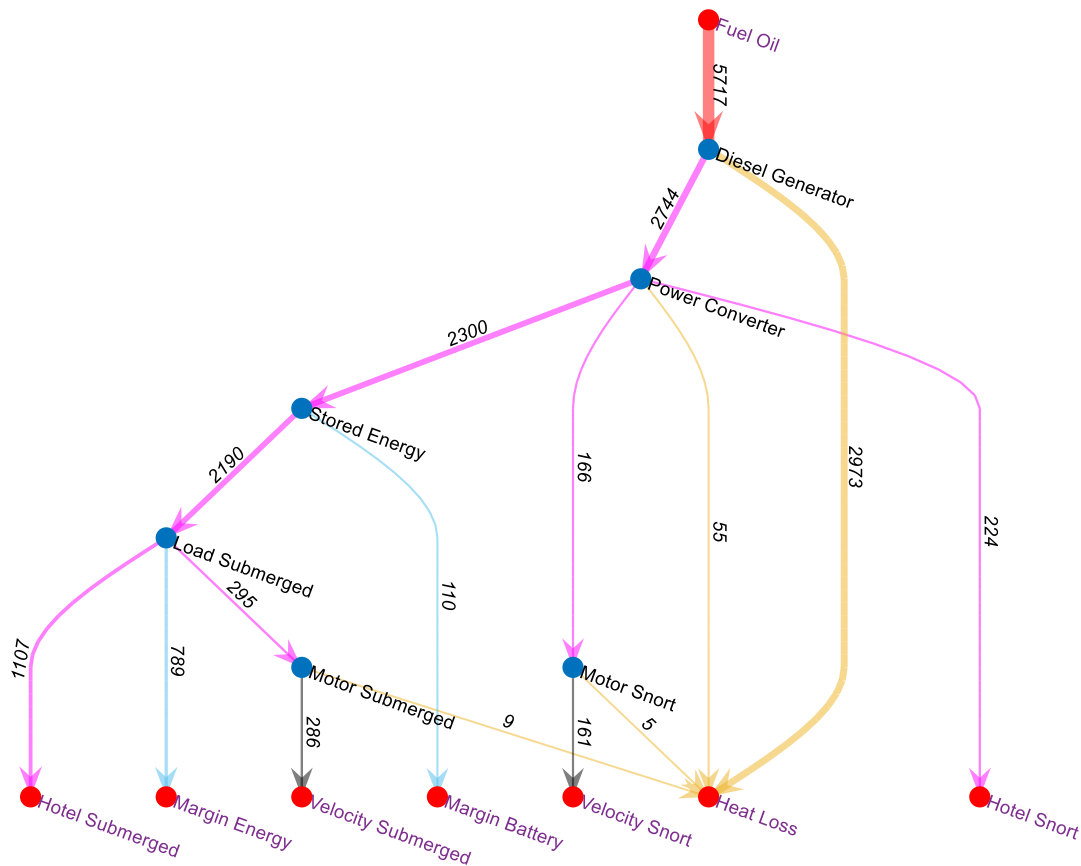 Fuel Oil
5717
Diesel Generator
2744
Power Converter
2300
Stored Energy
2190
166
2973
55
224
Load Submerged
295
110
1107
789
Motor Submerged
Motor Snort
286
9
161
5
Hotel Submerged
Margin Energy
Velocity Submerged
Margin Battery
Velocity Snort
Heat Loss
Hotel Snort